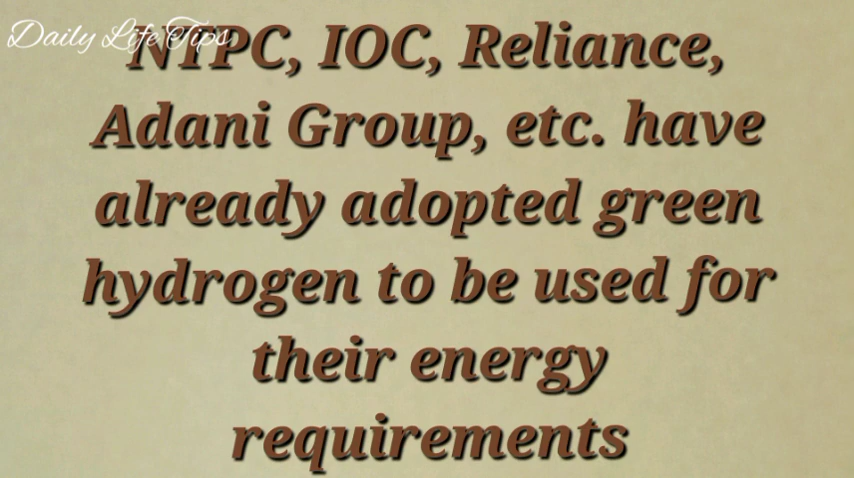 Daily Life Tips
NTPC, IOC, Reliance,
Adani Group, etc. have
already adopted green
hydrogen to be used for
their energy
requirements